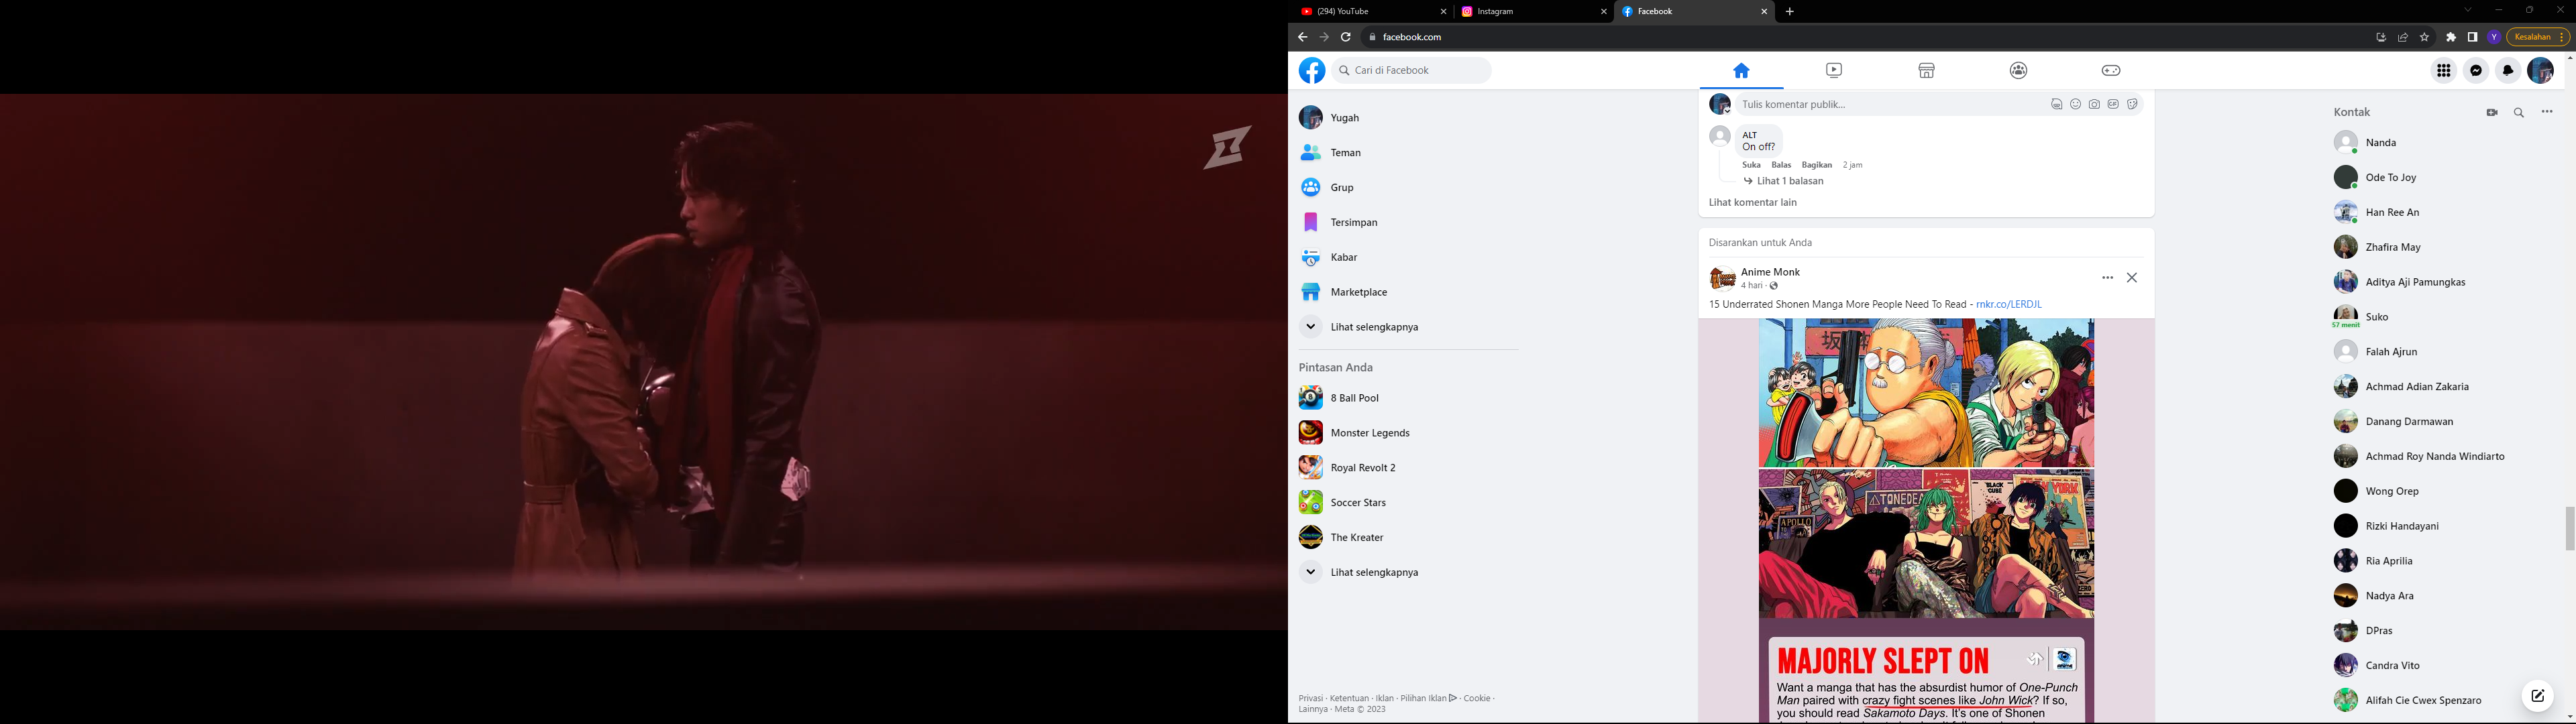 (294) YouTube
Instagram
Facebook
facebook.com
Kesalahan
Cari di Facebook
Yugah
Teman
Grup
Tersimpan
Kabar
Marketplace
Lihat selengkapnya
Pintasan Anda
8 Ball Pool
Monster Legends
Royal Revolt 2
Soccer Stars
The Kreater
Lihat selengkapnya
Privasi · Ketentuan · Iklan · Pilihan Iklan · Cookie ·
Lainnya · Meta © 2023
Tulis komentar publik...
ALT
On off?
Suka Balas Bagikan 2 jam
Lihat 1 balasan
Lihat komentar lain
Disarankan untuk Anda
Anime Monk
4 hari ·
15 Underrated Shonen Manga More People Need To Read - rnkr.co/LERDJL
坂
TONEDEA
BLACK
CUBE
APOLLO
MAJORLY SLEPT ON
Want a manga that has the absurdist humor of One-Punch
Man paired with crazy fight scenes like John Wick? If so,
you should read Sakamoto Days. It's one of Shonen
Kontak
Nanda
Ode To Joy
Han Ree An
Zhafira May
Aditya Aji Pamungkas
Suko
57 menit
Falah Ajrun
Achmad Adian Zakaria
Danang Darmawan
Achmad Roy Nanda Windiarto
Wong Orep
Rizki Handayani
Ria Aprilia
Nadya Ara
DPras
Candra Vito
Alifah Cie Cwex Spenzaro